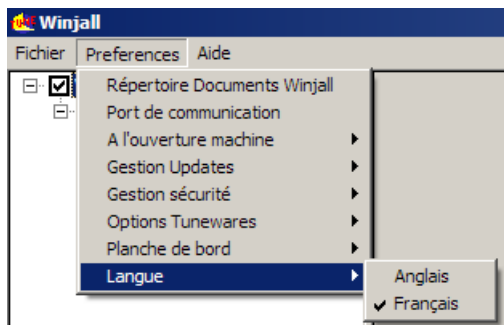 Winjall
Fichier Preferences Aide
Répertoire Documents Winjall
Port de communication
A l'ouverture machine
Gestion Updates
Gestion sécurité
Options Tunewares
Planche de bord
Langue
Anglais
Français